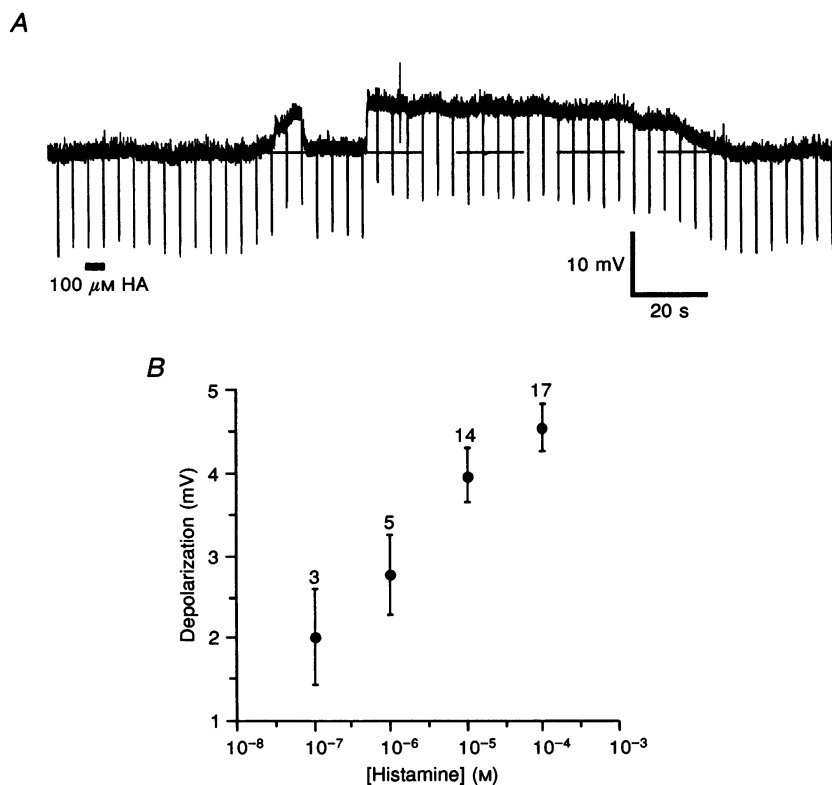 A
100 μM HA
10 mV
20 s
B
Depolarization (mV)
5
4
3
2
1
3
5
14
17
10⁻⁸ 10⁻⁷ 10⁻⁶ 10⁻⁵ 10⁻⁴ 10⁻³
[Histamine] (M)